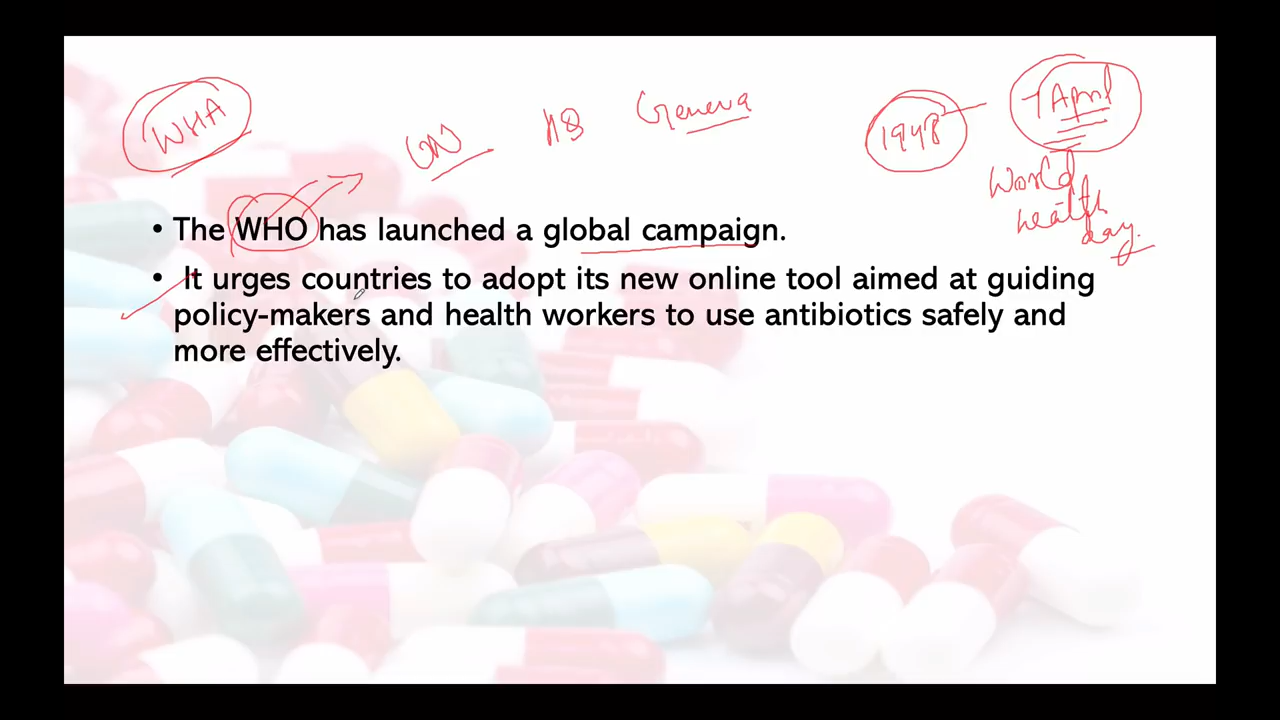 WHA
UN
HQ
Geneva
1948
7 April
World
health
day.
• The WHO has launched a global campaign.
• It urges countries to adopt its new online tool aimed at guiding
policy-makers and health workers to use antibiotics safely and
more effectively.